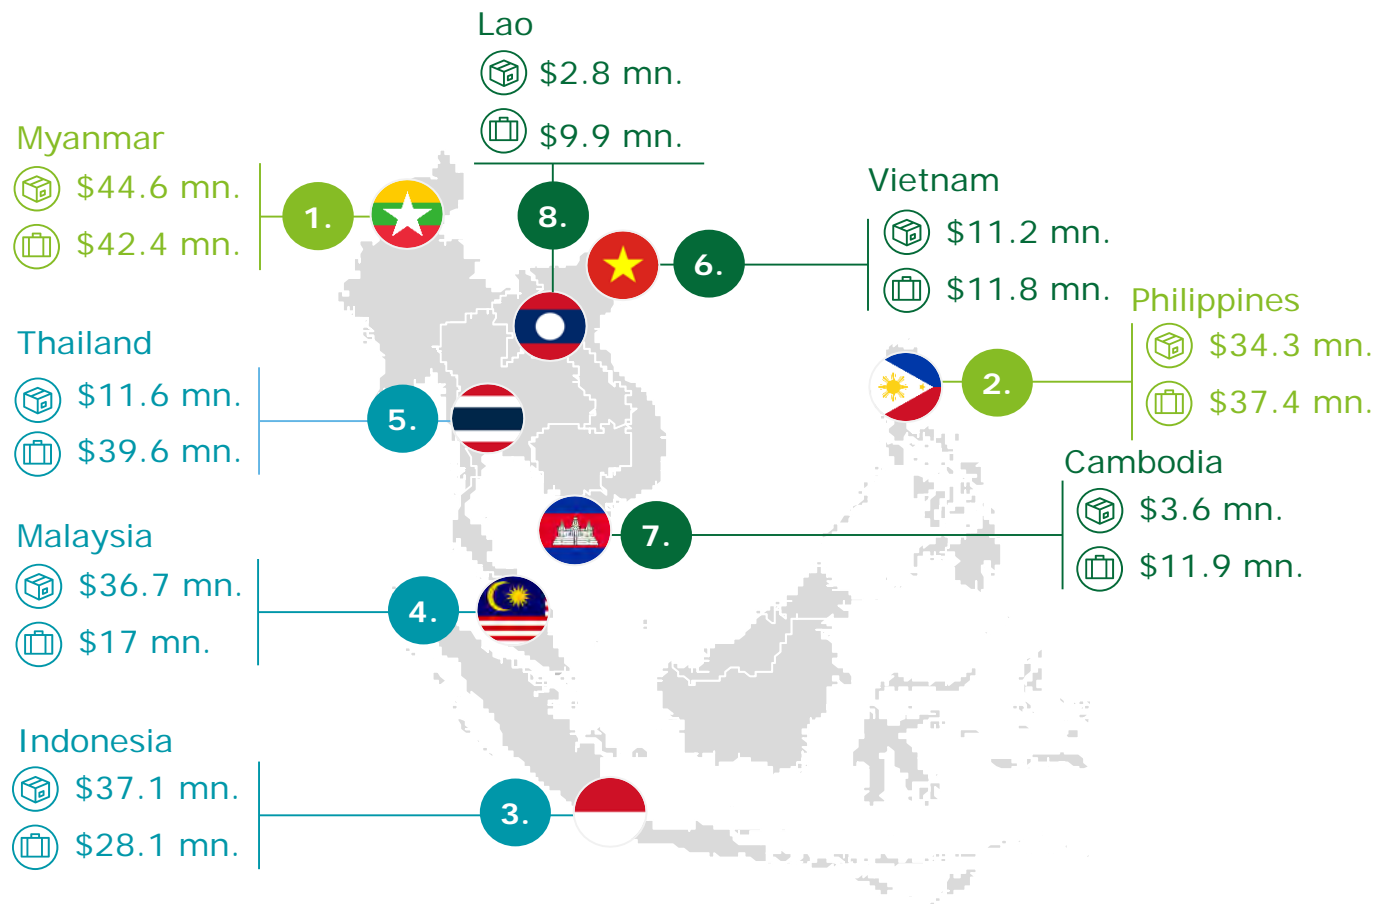 Lao
$2.8 mn.
$9.9 mn.
Myanmar
$44.6 mn.
$42.4 mn.
1.
8.
Vietnam
$11.2 mn.
$11.8 mn.
6.
Philippines
$34.3 mn.
$37.4 mn.
2.
Thailand
$11.6 mn.
$39.6 mn.
5.
Cambodia
$3.6 mn.
$11.9 mn.
7.
Malaysia
$36.7 mn.
$17 mn.
4.
Indonesia
$37.1 mn.
$28.1 mn.
3.